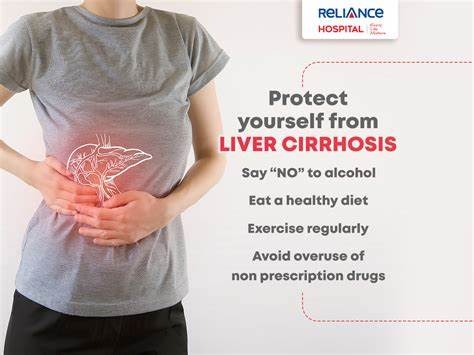 RELIANCE
HOSPITAL
Protect
yourself from
LIVER CIRRHOSIS
Say “NO” to alcohol
Eat a healthy diet
Exercise regularly
Avoid overuse of
non prescription drugs